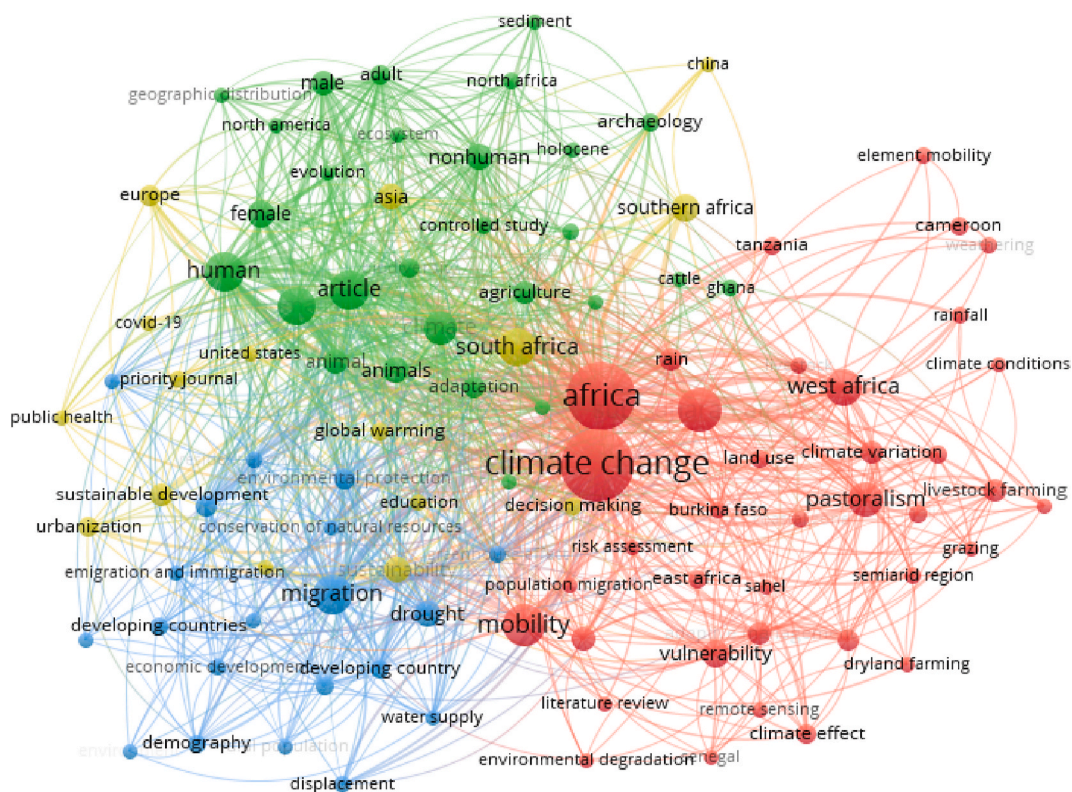 sediment
china
male
adult
north africa
geographic distribution
north america
ecosystem
archaeology
nonhuman
holocene
element mobility
evolution
europe
asia
southern africa
female
controlled study
cameroon
tanzania
weathering
human
article
agriculture
cattle
ghana
covid-19
climate
rainfall
united states
south africa
animal
animals
rain
climate conditions
priority journal
adaptation
africa
west africa
public health
global warming
climate change
land use
climate variation
environmental protection
sustainable development
education
decision making
pastoralism
livestock farming
urbanization
conservation of natural resources
burkina faso
risk assessment
grazing
emigration and immigration
sustainability
population migration
east africa
sahel
semiarid region
migration
drought
developing countries
mobility
vulnerability
economic development
developing country
dryland farming
literature review
remote sensing
water supply
climate effect
demography
population
environmental degradation
senegal
displacement